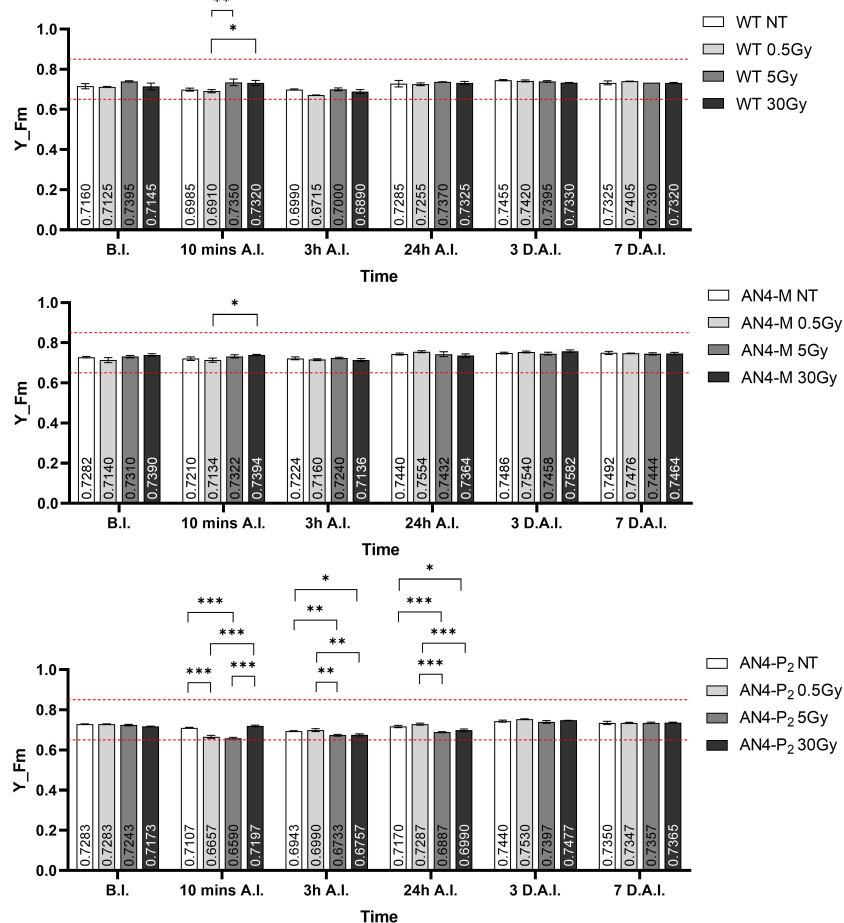 **
*
1.0
0.8
0.6
0.4
0.2
0.0
Y_Fm
0.7160 0.7125 0.7395 0.7145
0.6985 0.6910 0.7350 0.7320
0.6990 0.6715 0.7000 0.6890
0.7285 0.7255 0.7370 0.7325
0.7455 0.7420 0.7395 0.7330
0.7325 0.7405 0.7330 0.7320
B.I. 10 mins A.I. 3h A.I. 24h A.I. 3 D.A.I. 7 D.A.I.
Time
WT NT
WT 0.5Gy
WT 5Gy
WT 30Gy
*
1.0
0.8
0.6
0.4
0.2
0.0
Y_Fm
0.7282 0.7140 0.7310 0.7390
0.7210 0.7134 0.7322 0.7394
0.7224 0.7160 0.7240 0.7136
0.7440 0.7554 0.7432 0.7364
0.7486 0.7540 0.7458 0.7582
0.7492 0.7476 0.7444 0.7464
B.I. 10 mins A.I. 3h A.I. 24h A.I. 3 D.A.I. 7 D.A.I.
Time
AN4-M NT
AN4-M 0.5Gy
AN4-M 5Gy
AN4-M 30Gy
* *
*** ** ***
*** ** ***
*** *** ** ***
1.0
0.8
0.6
0.4
0.2
0.0
Y_Fm
0.7283 0.7283 0.7243 0.7173
0.7107 0.6657 0.6590 0.7197
0.6943 0.6990 0.6733 0.6757
0.7170 0.7287 0.6887 0.6990
0.7440 0.7530 0.7397 0.7477
0.7350 0.7347 0.7357 0.7365
B.I. 10 mins A.I. 3h A.I. 24h A.I. 3 D.A.I. 7 D.A.I.
Time
AN4-P₂ NT
AN4-P₂ 0.5Gy
AN4-P₂ 5Gy
AN4-P₂ 30Gy